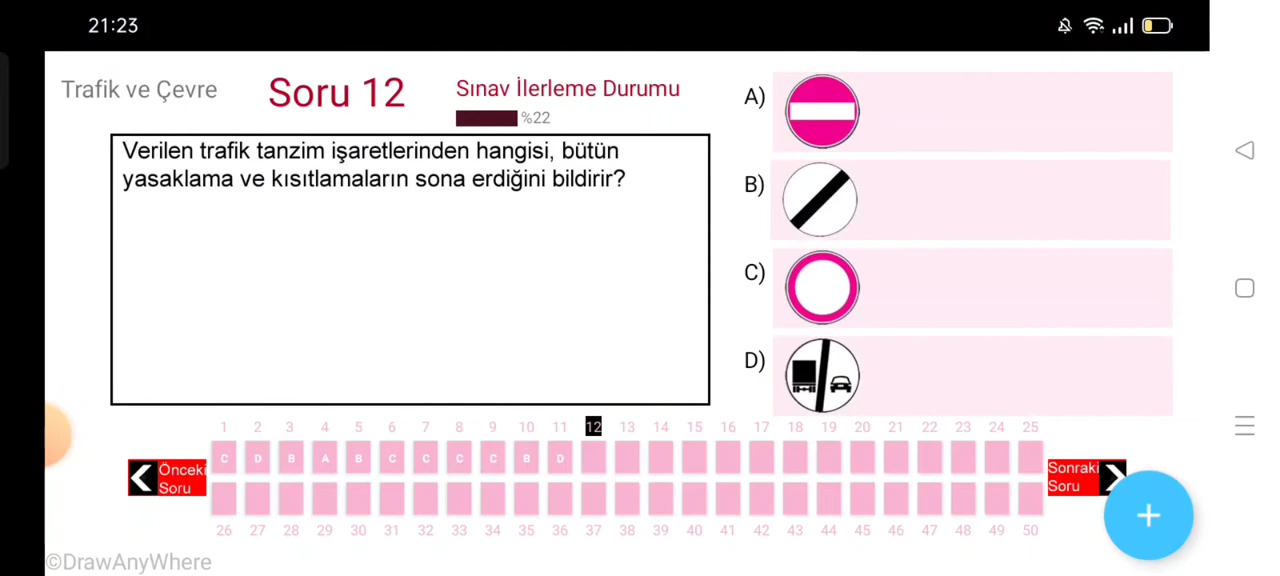 21:23
Trafik ve Çevre
Soru 12
Sınav İlerleme Durumu
%22
Verilen trafik tanzim işaretlerinden hangisi, bütün
yasaklama ve kısıtlamaların sona erdiğini bildirir?
A)
B)
C)
D)
1 2 3 4 5 6 7 8 9 10 11 12 13 14 15 16 17 18 19 20 21 22 23 24 25
C D B A B C C C C B D
Önceki
Soru
Sonraki
Soru
26 27 28 29 30 31 32 33 34 35 36 37 38 39 40 41 42 43 44 45 46 47 48 49 50
©DrawAnyWhere